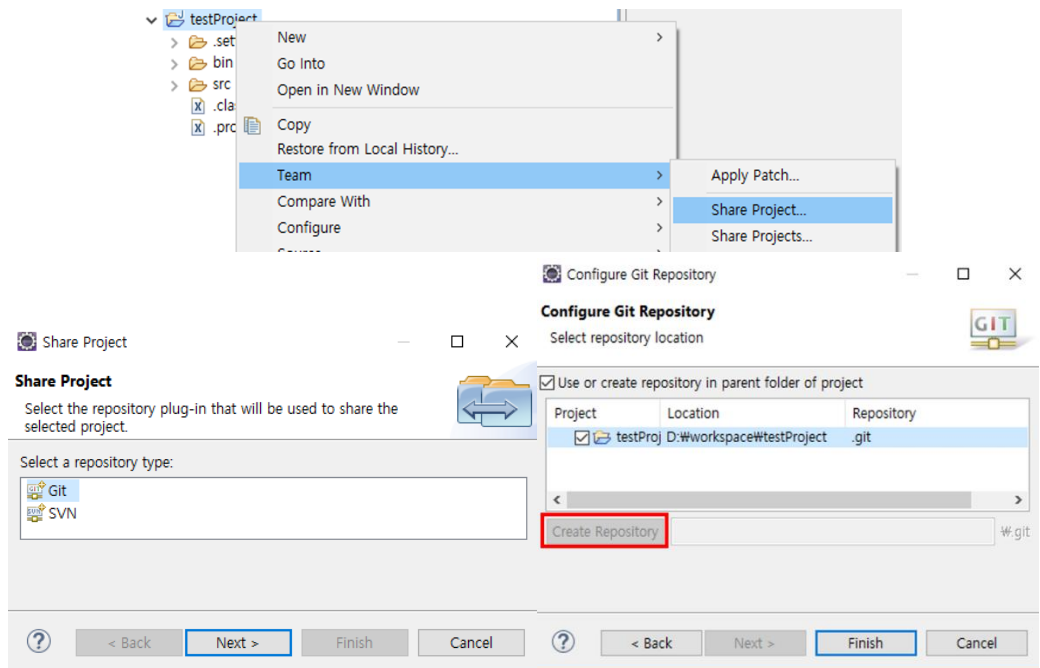 testProject
.set
bin
src
.cla
.pro
New
Go Into
Open in New Window
Copy
Restore from Local History...
Team
Compare With
Configure
Apply Patch...
Share Project...
Share Projects...
Share Project
Share Project
Select the repository plug-in that will be used to share the
selected project.
Select a repository type:
Git
SVN
< Back
Next >
Finish
Cancel
Configure Git Repository
Configure Git Repository
Select repository location
GIT
Use or create repository in parent folder of project
Project Location Repository
testProj D:₩workspace₩testProject .git
Create Repository ₩.git
< Back
Next >
Finish
Cancel